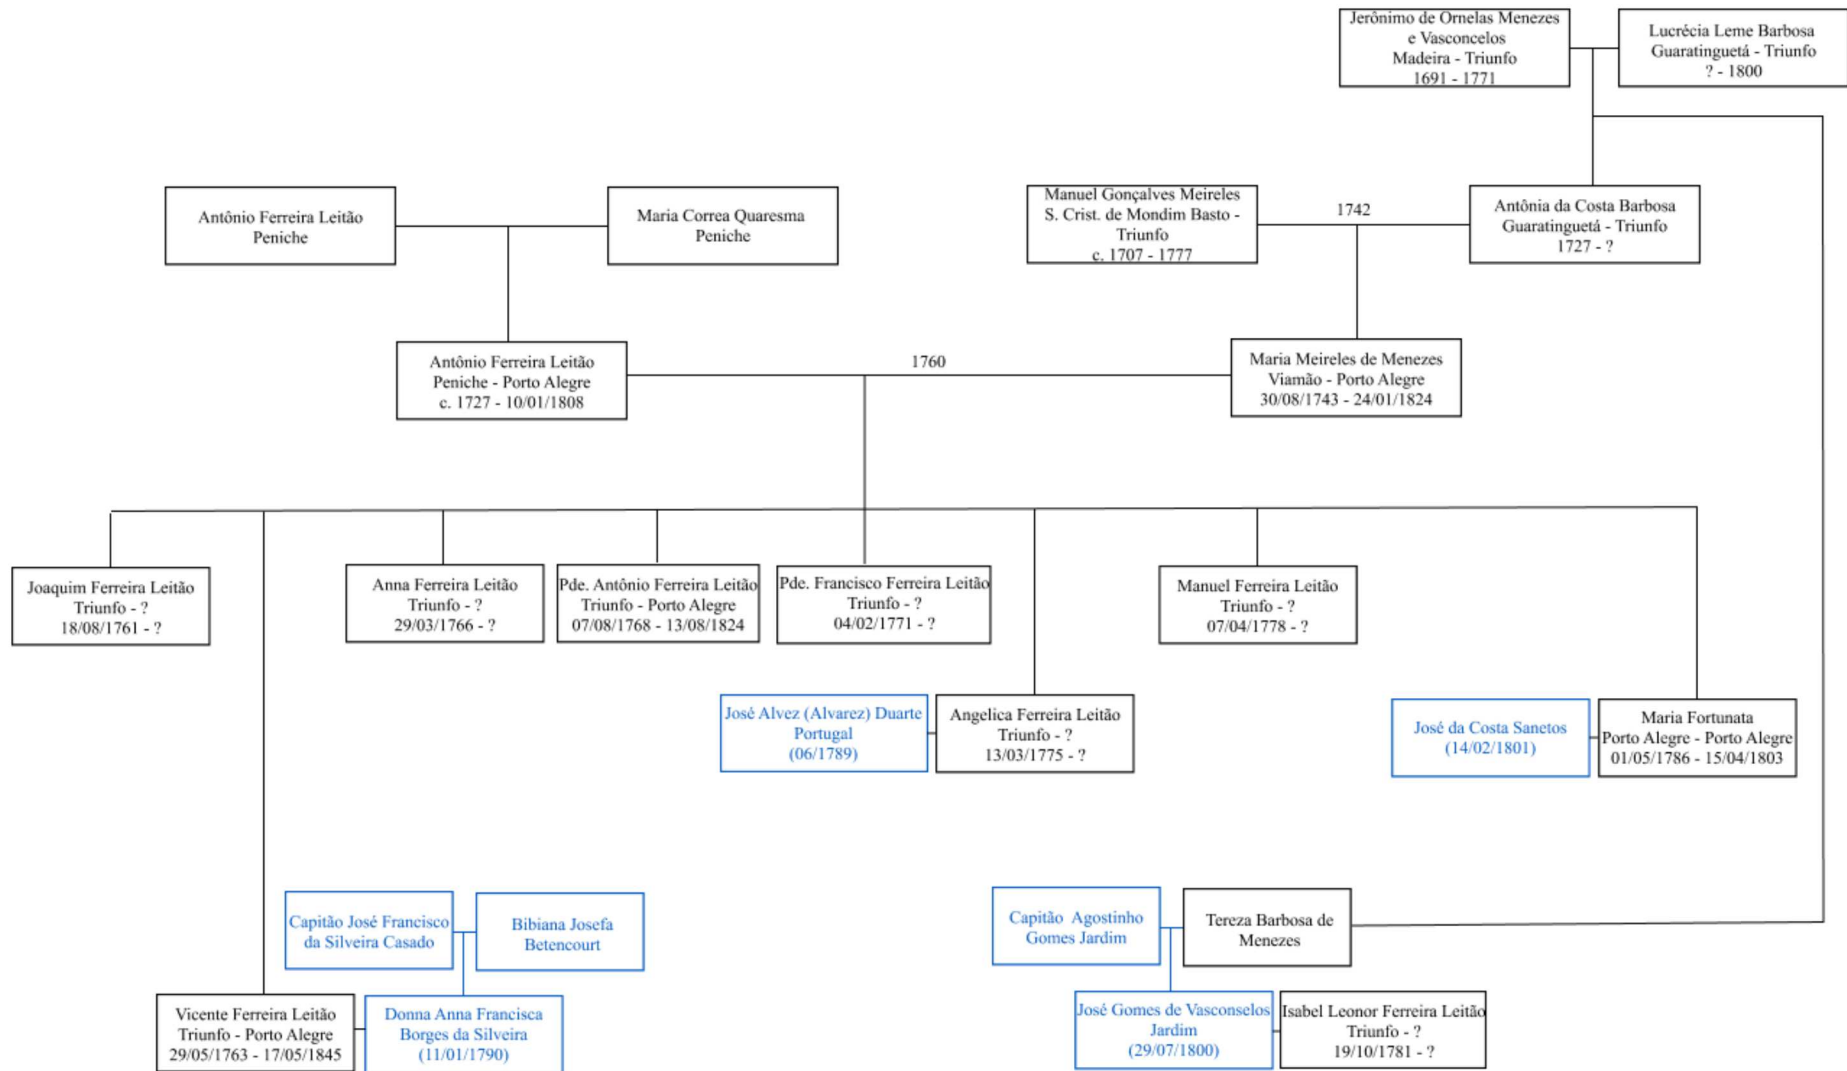 Jerônimo de Ornelas Menezes
e Vasconcelos
Madeira - Triunfo
1691 - 1771
Lucrécia Leme Barbosa
Guaratinguetá - Triunfo
? - 1800
Antônio Ferreira Leitão
Peniche
Maria Correa Quaresma
Peniche
Manuel Gonçalves Meireles
S. Crist. de Mondim Basto -
Triunfo
c. 1707 - 1777
1742
Antônia da Costa Barbosa
Guaratinguetá - Triunfo
1727 - ?
Antônio Ferreira Leitão
Peniche - Porto Alegre
c. 1727 - 10/01/1808
1760
Maria Meireles de Menezes
Viamão - Porto Alegre
30/08/1743 - 24/01/1824
Joaquim Ferreira Leitão
Triunfo - ?
18/08/1761 - ?
Anna Ferreira Leitão
Triunfo - ?
29/03/1766 - ?
Pde. Antônio Ferreira Leitão
Triunfo - Porto Alegre
07/08/1768 - 13/08/1824
Pde. Francisco Ferreira Leitão
Triunfo - ?
04/02/1771 - ?
Manuel Ferreira Leitão
Triunfo - ?
07/04/1778 - ?
José Alvez (Alvarez) Duarte
Portugal
(06/1789)
Angelica Ferreira Leitão
Triunfo - ?
13/03/1775 - ?
José da Costa Sanetos
(14/02/1801)
Maria Fortunata
Porto Alegre - Porto Alegre
01/05/1786 - 15/04/1803
Capitão José Francisco
da Silveira Casado
Bibiana Josefa
Betencourt
Capitão Agostinho
Gomes Jardim
Tereza Barbosa de
Menezes
Vicente Ferreira Leitão
Triunfo - Porto Alegre
29/05/1763 - 17/05/1845
Donna Anna Francisca
Borges da Silveira
(11/01/1790)
José Gomes de Vasconselos
Jardim
(29/07/1800)
Isabel Leonor Ferreira Leitão
Triunfo - ?
19/10/1781 - ?